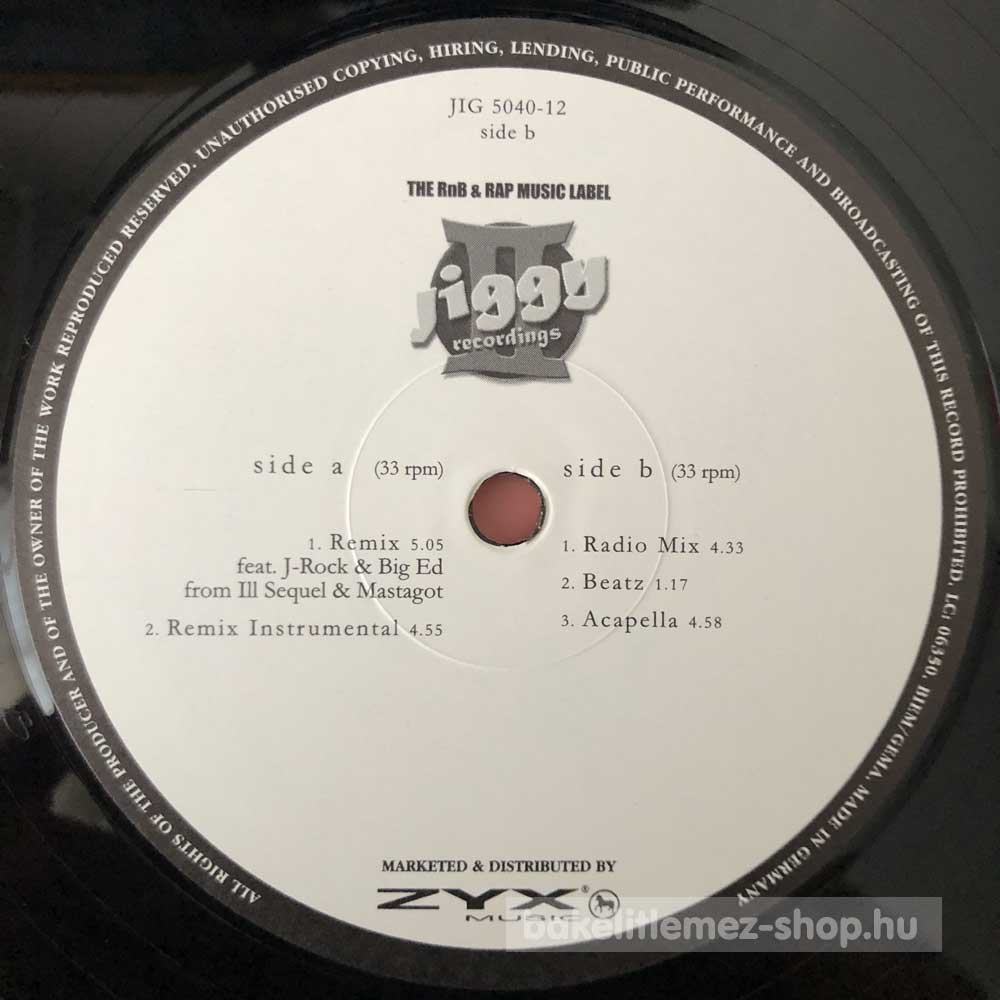 ALL RIGHTS OF THE PRODUCER AND OF THE OWNER OF THE WORK REPRODUCED RESERVED. UNAUTHORISED COPYING, HIRING, LENDING, PUBLIC PERFORMANCE AND BROADCASTING OF THIS RECORD PROHIBITED. LC: 06350. BIEM/GEMA. MADE IN GERMANY
JIG 5040-12
side b
THE RnB & RAP MUSIC LABEL
jiggy
recordings
side a (33 rpm)
1. Remix 5.05
feat. J-Rock & Big Ed
from Ill Sequel & Mastagot
2. Remix Instrumental 4.55
side b (33 rpm)
1. Radio Mix 4.33
2. Beatz 1.17
3. Acapella 4.58
MARKETED & DISTRIBUTED BY
ZYX®
MUSIC
bakelitlemez-shop.hu